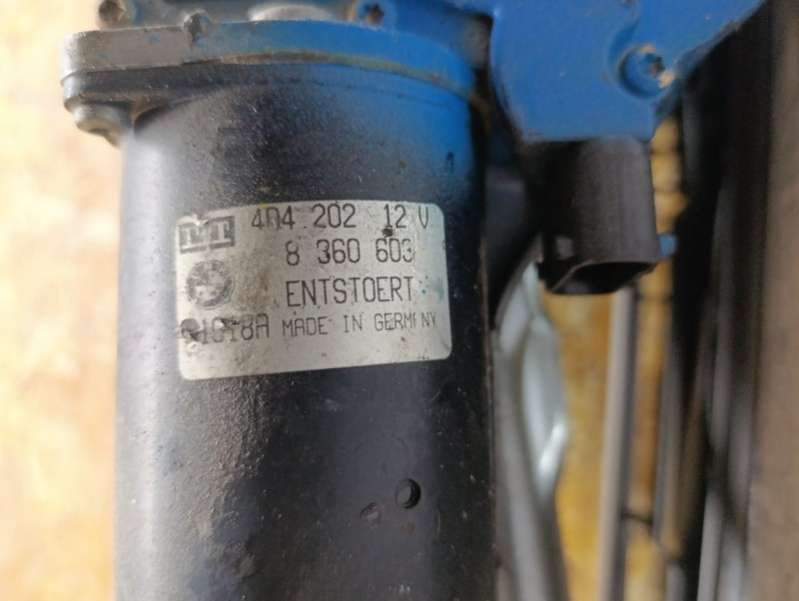 404 202 12 V
8 360 603
ENTSTOERT
MADE IN GERMANY